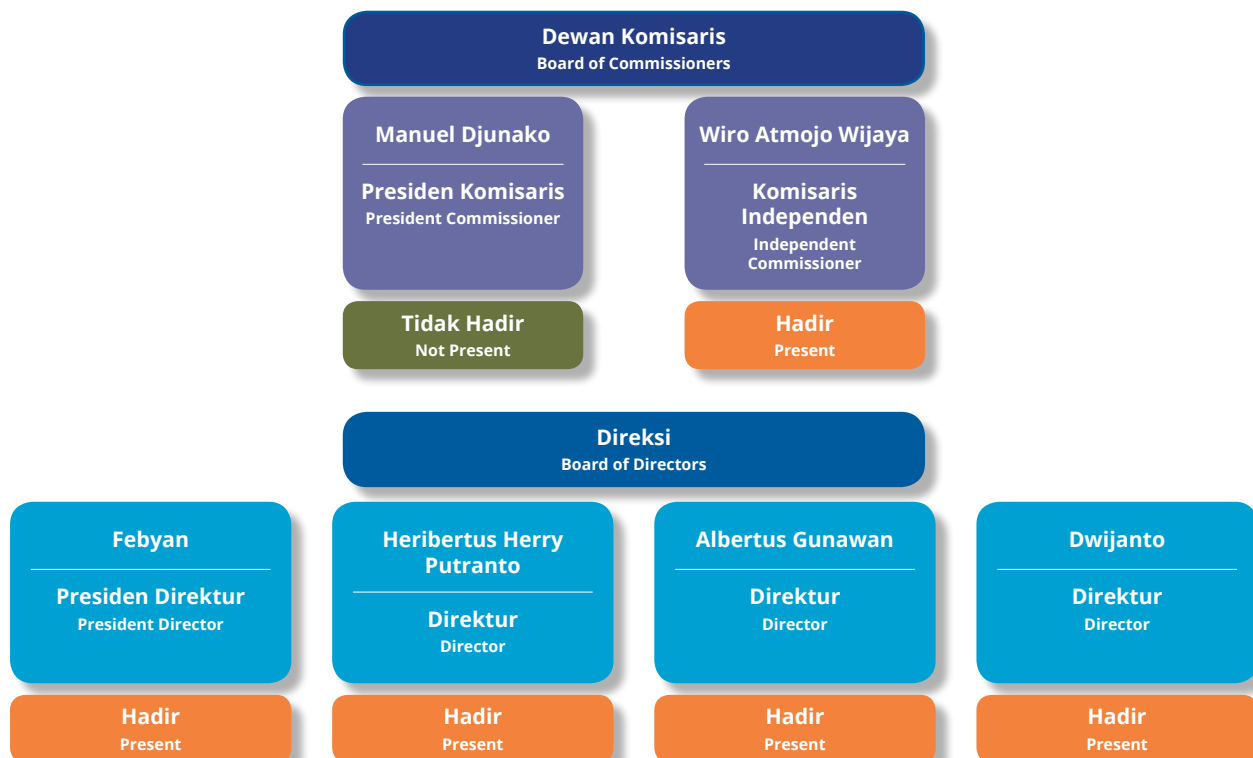 Dewan Komisaris
Board of Commissioners
Manuel Djunako
Presiden Komisaris
President Commissioner
Tidak Hadir
Not Present
Wiro Atmojo Wijaya
Komisaris
Independen
Independent
Commissioner
Hadir
Present
Direksi
Board of Directors
Febyan
Presiden Direktur
President Director
Hadir
Present
Heribertus Herry
Putranto
Direktur
Director
Hadir
Present
Albertus Gunawan
Direktur
Director
Hadir
Present
Dwijanto
Direktur
Director
Hadir
Present